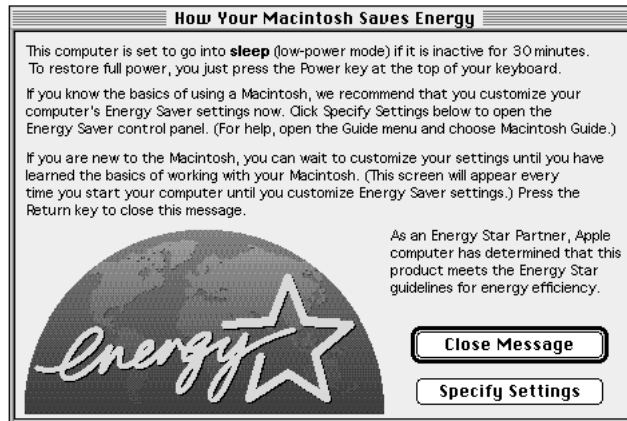 How Your Macintosh Saves Energy
This computer is set to go into sleep (low-power mode) if it is inactive for 30 minutes.
To restore full power, you just press the Power key at the top of your keyboard.
If you know the basics of using a Macintosh, we recommend that you customize your
computer's Energy Saver settings now. Click Specify Settings below to open the
Energy Saver control panel. (For help, open the Guide menu and choose Macintosh Guide.)
If you are new to the Macintosh, you can wait to customize your settings until you have
learned the basics of working with your Macintosh. (This screen will appear every
time you start your computer until you customize Energy Saver settings.) Press the
Return key to close this message.
As an Energy Star Partner, Apple
computer has determined that this
product meets the Energy Star
guidelines for energy efficiency.
energy
Close Message
Specify Settings